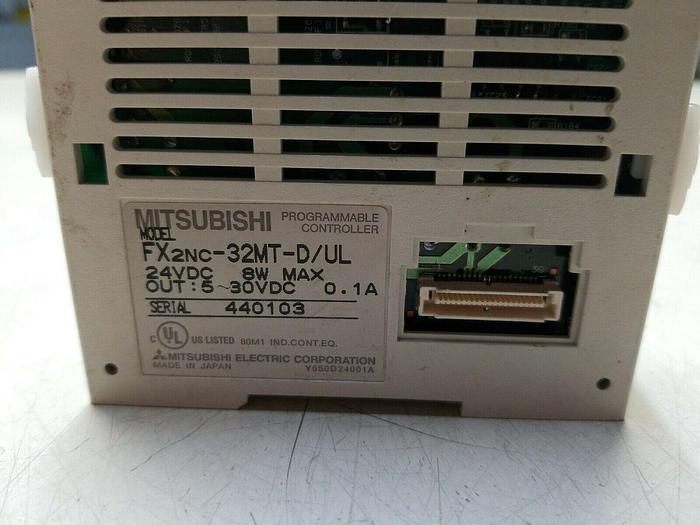 MITSUBISHI PROGRAMMABLE
CONTROLLER
MODEL
FX2NC-32MT-D/UL
24VDC 8W MAX
OUT:5~30VDC 0.1A
SERIAL 440103
C UL US LISTED 80M1 IND.CONT.EQ.
MITSUBISHI ELECTRIC CORPORATION
MADE IN JAPAN Y550D24001A